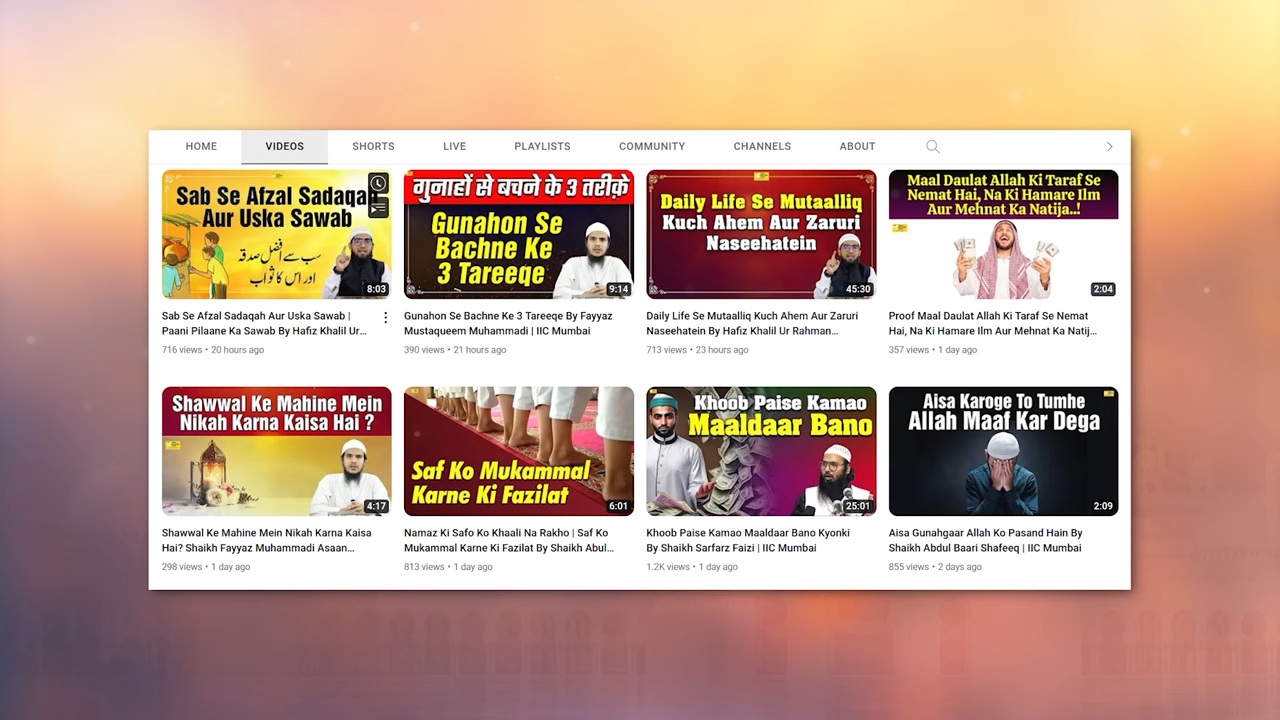 HOME VIDEOS SHORTS LIVE PLAYLISTS COMMUNITY CHANNELS ABOUT
Sab Se Afzal Sadaqah
Aur Uska Sawab
سب سے افضل صدقہ
اور اس کا ثواب
8:03
Sab Se Afzal Sadaqah Aur Uska Sawab |
Paani Pilaane Ka Sawab By Hafiz Khalil Ur...
716 views • 20 hours ago
गुनाहों से बचने के 3 तरीक़े
Gunahon Se
Bachne Ke
3 Tareeqe
9:14
Gunahon Se Bachne Ke 3 Tareeqe By Fayyaz
Mustaqueem Muhammadi | IIC Mumbai
390 views • 21 hours ago
Daily Life Se Mutaalliq
Kuch Ahem Aur Zaruri
Naseehatein
45:30
Daily Life Se Mutaalliq Kuch Ahem Aur Zaruri
Naseehatein By Hafiz Khalil Ur Rahman...
713 views • 23 hours ago
Maal Daulat Allah Ki Taraf Se
Nemat Hai, Na Ki Hamare Ilm
Aur Mehnat Ka Natija..!
2:04
Proof Maal Daulat Allah Ki Taraf Se Nemat
Hai, Na Ki Hamare Ilm Aur Mehnat Ka Natij...
357 views • 1 day ago
Shawwal Ke Mahine Mein
Nikah Karna Kaisa Hai ?
4:17
Shawwal Ke Mahine Mein Nikah Karna Kaisa
Hai? Shaikh Fayyaz Muhammadi Asaan...
298 views • 1 day ago
Saf Ko Mukammal
Karne Ki Fazilat
6:01
Namaz Ki Safo Ko Khaali Na Rakho | Saf Ko
Mukammal Karne Ki Fazilat By Shaikh Abul...
813 views • 1 day ago
Khoob Paise Kamao
Maaldaar Bano
25:01
Khoob Paise Kamao Maaldaar Bano Kyonki
By Shaikh Sarfarz Faizi | IIC Mumbai
1.2K views • 1 day ago
Aisa Karoge To Tumhe
Allah Maaf Kar Dega
2:09
Aisa Gunahgaar Allah Ko Pasand Hain By
Shaikh Abdul Baari Shafeeq | IIC Mumbai
855 views • 2 days ago